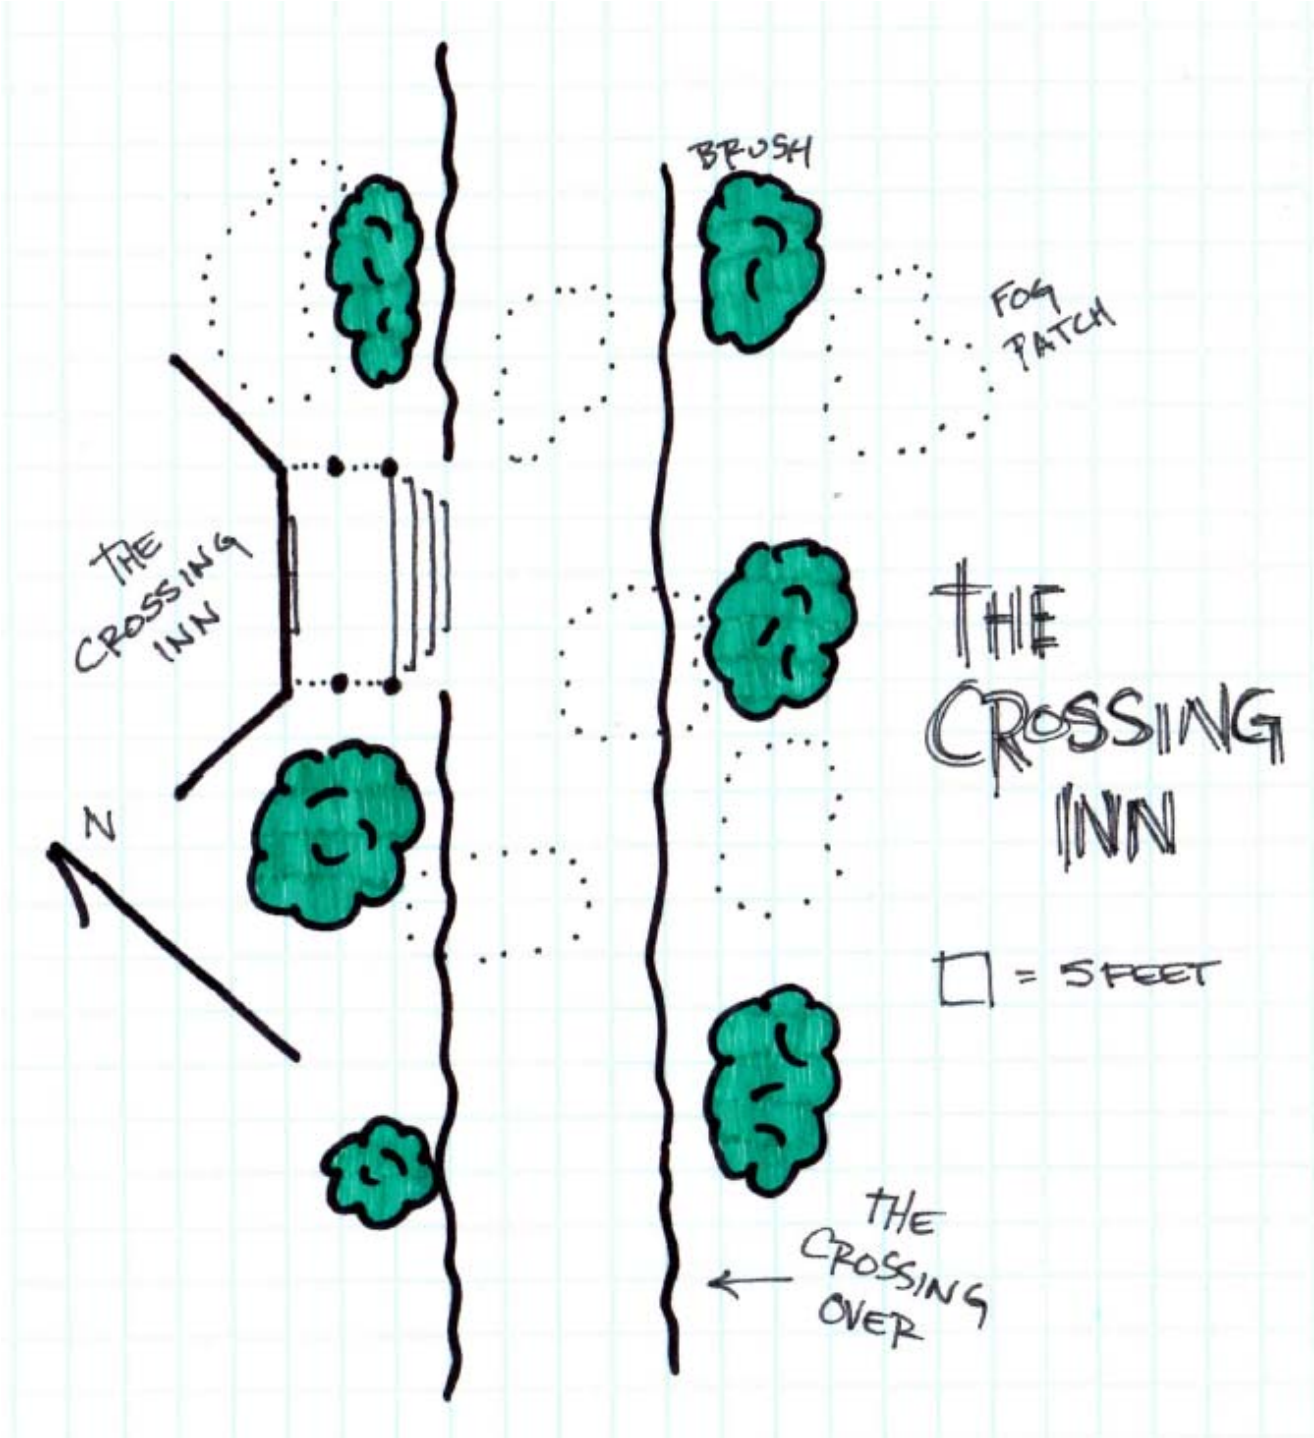 BRUSH
FOG
PATCH
THE
CROSSING
INN
THE
CROSSING
INN
N
= 5 FEET
THE
CROSSING
OVER